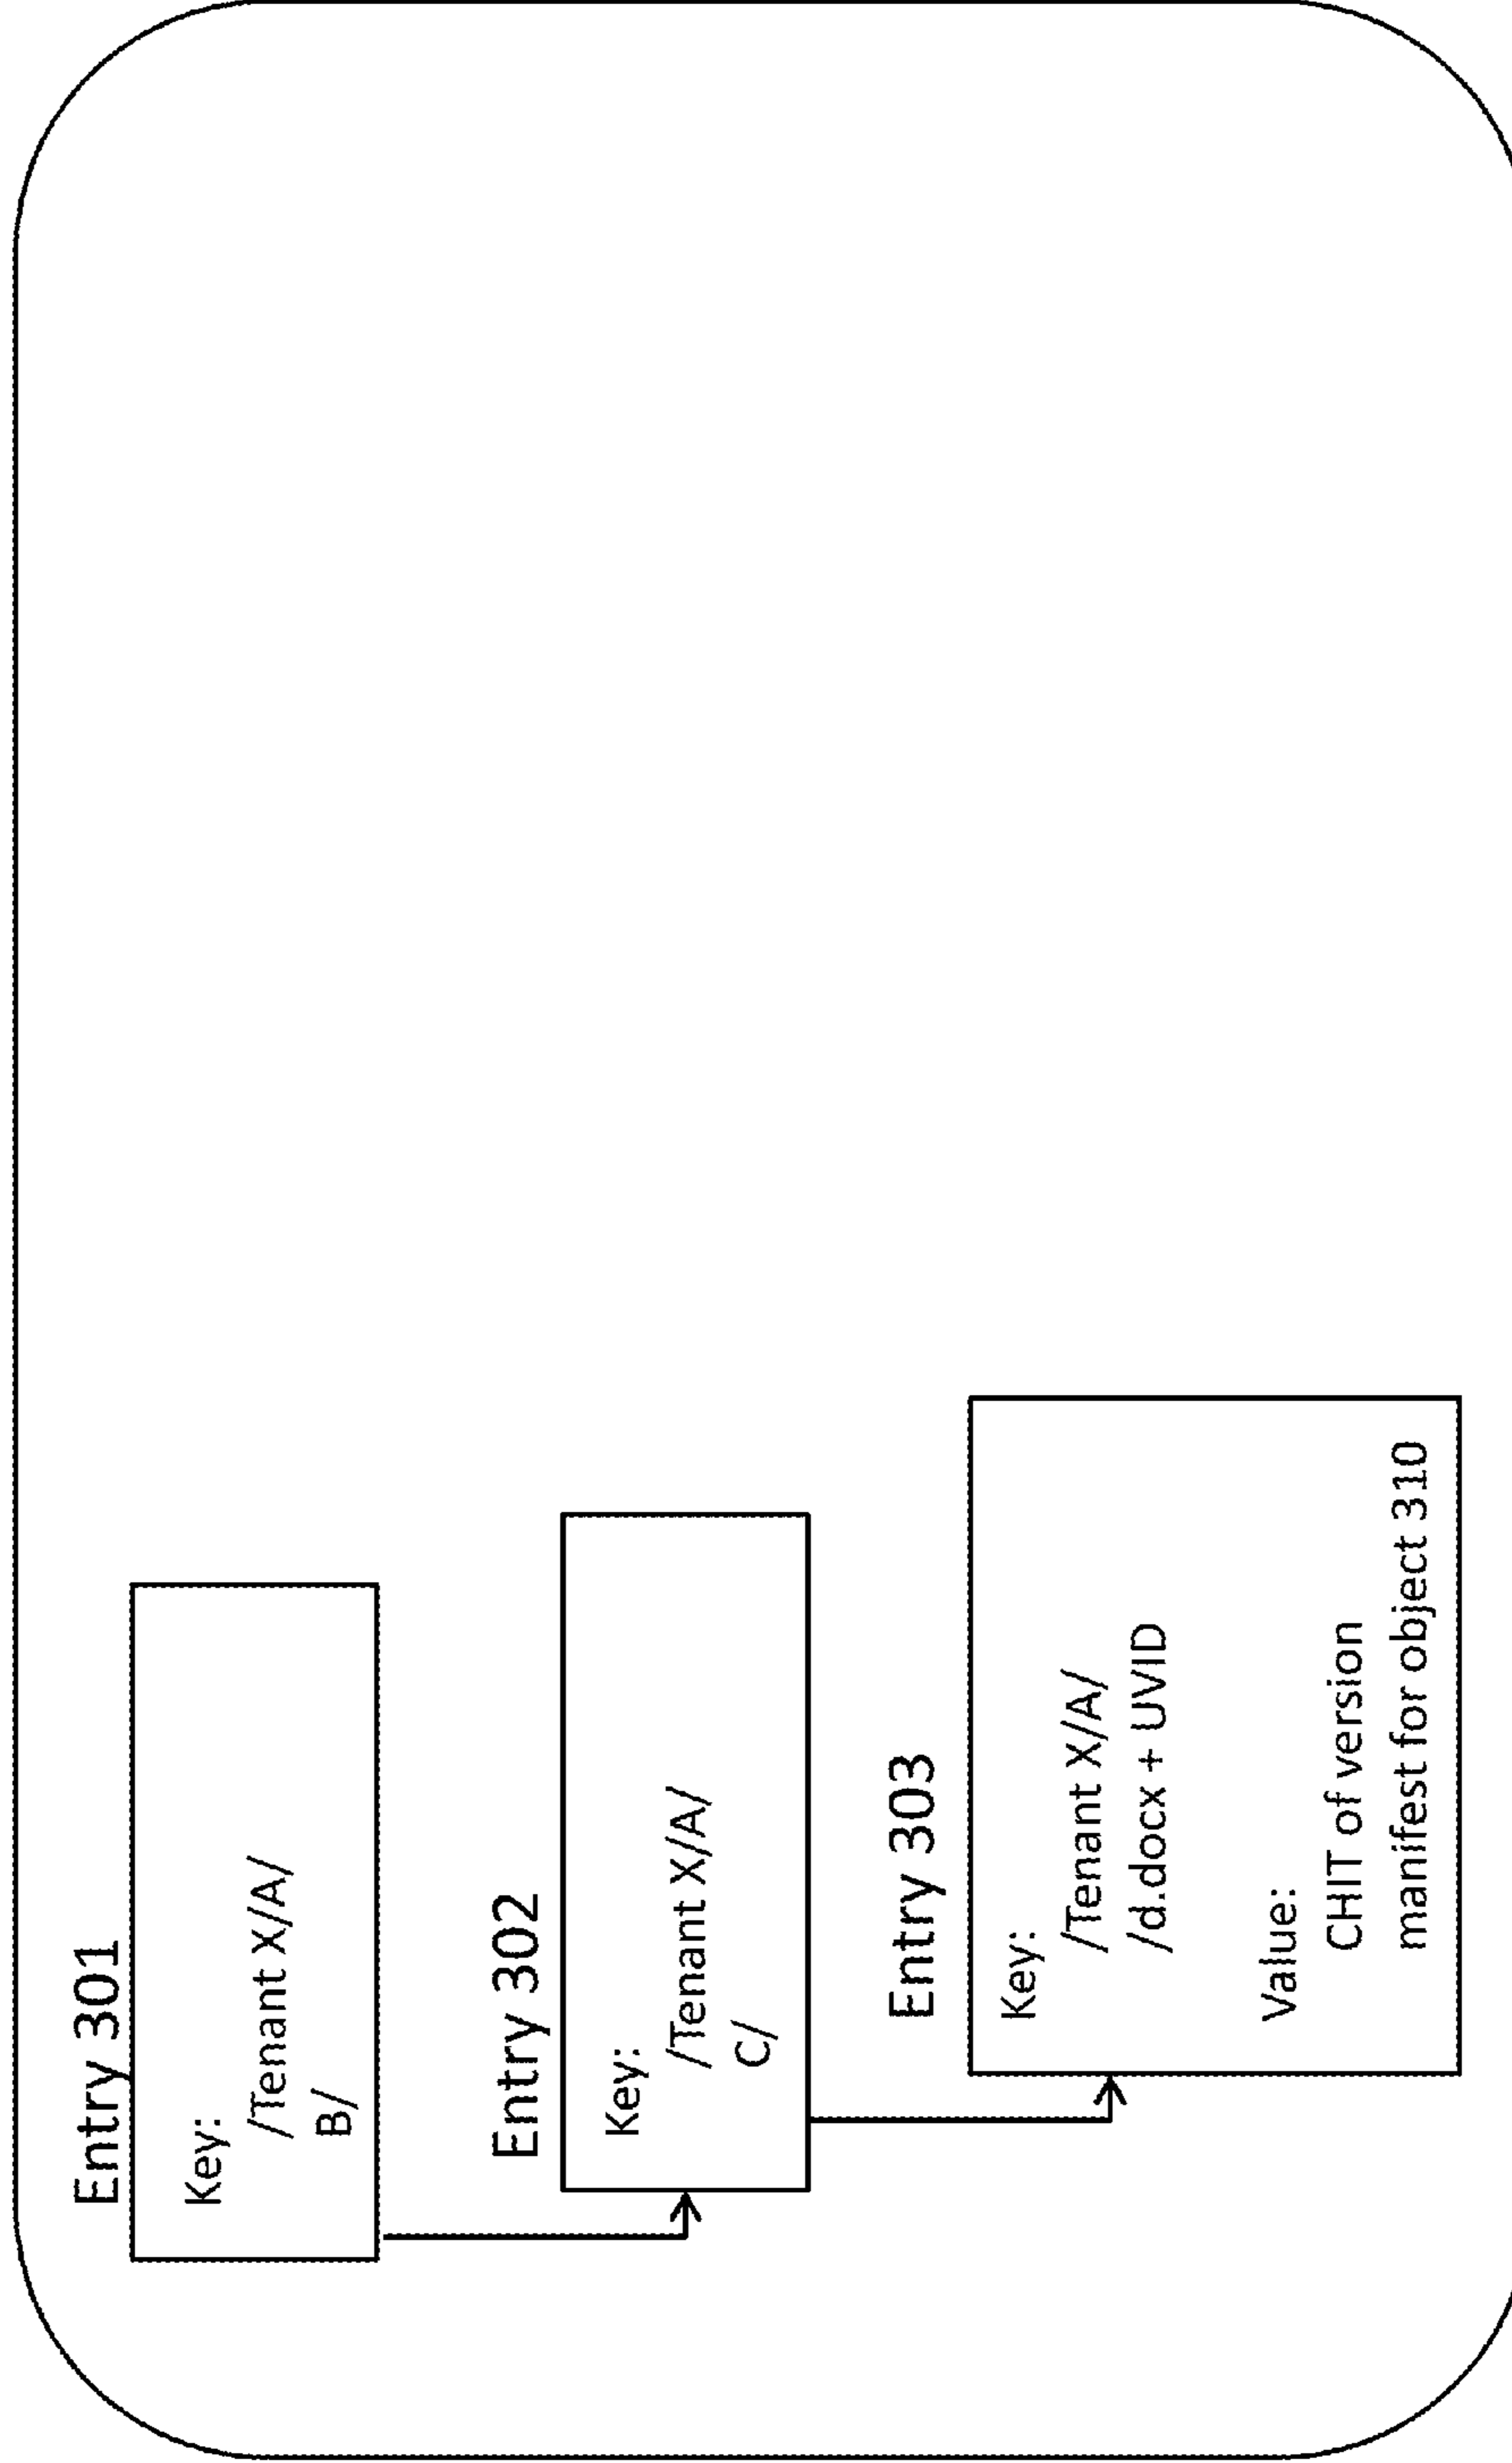 Entry 301
Key:
/Tenant X/A/
B/
Entry 302
Key:
/Tenant X/A/
C/
Entry 303
Key:
/Tenant X/A/
/d.docx + UVID
Value:
CHIT of version
manifest for object 310